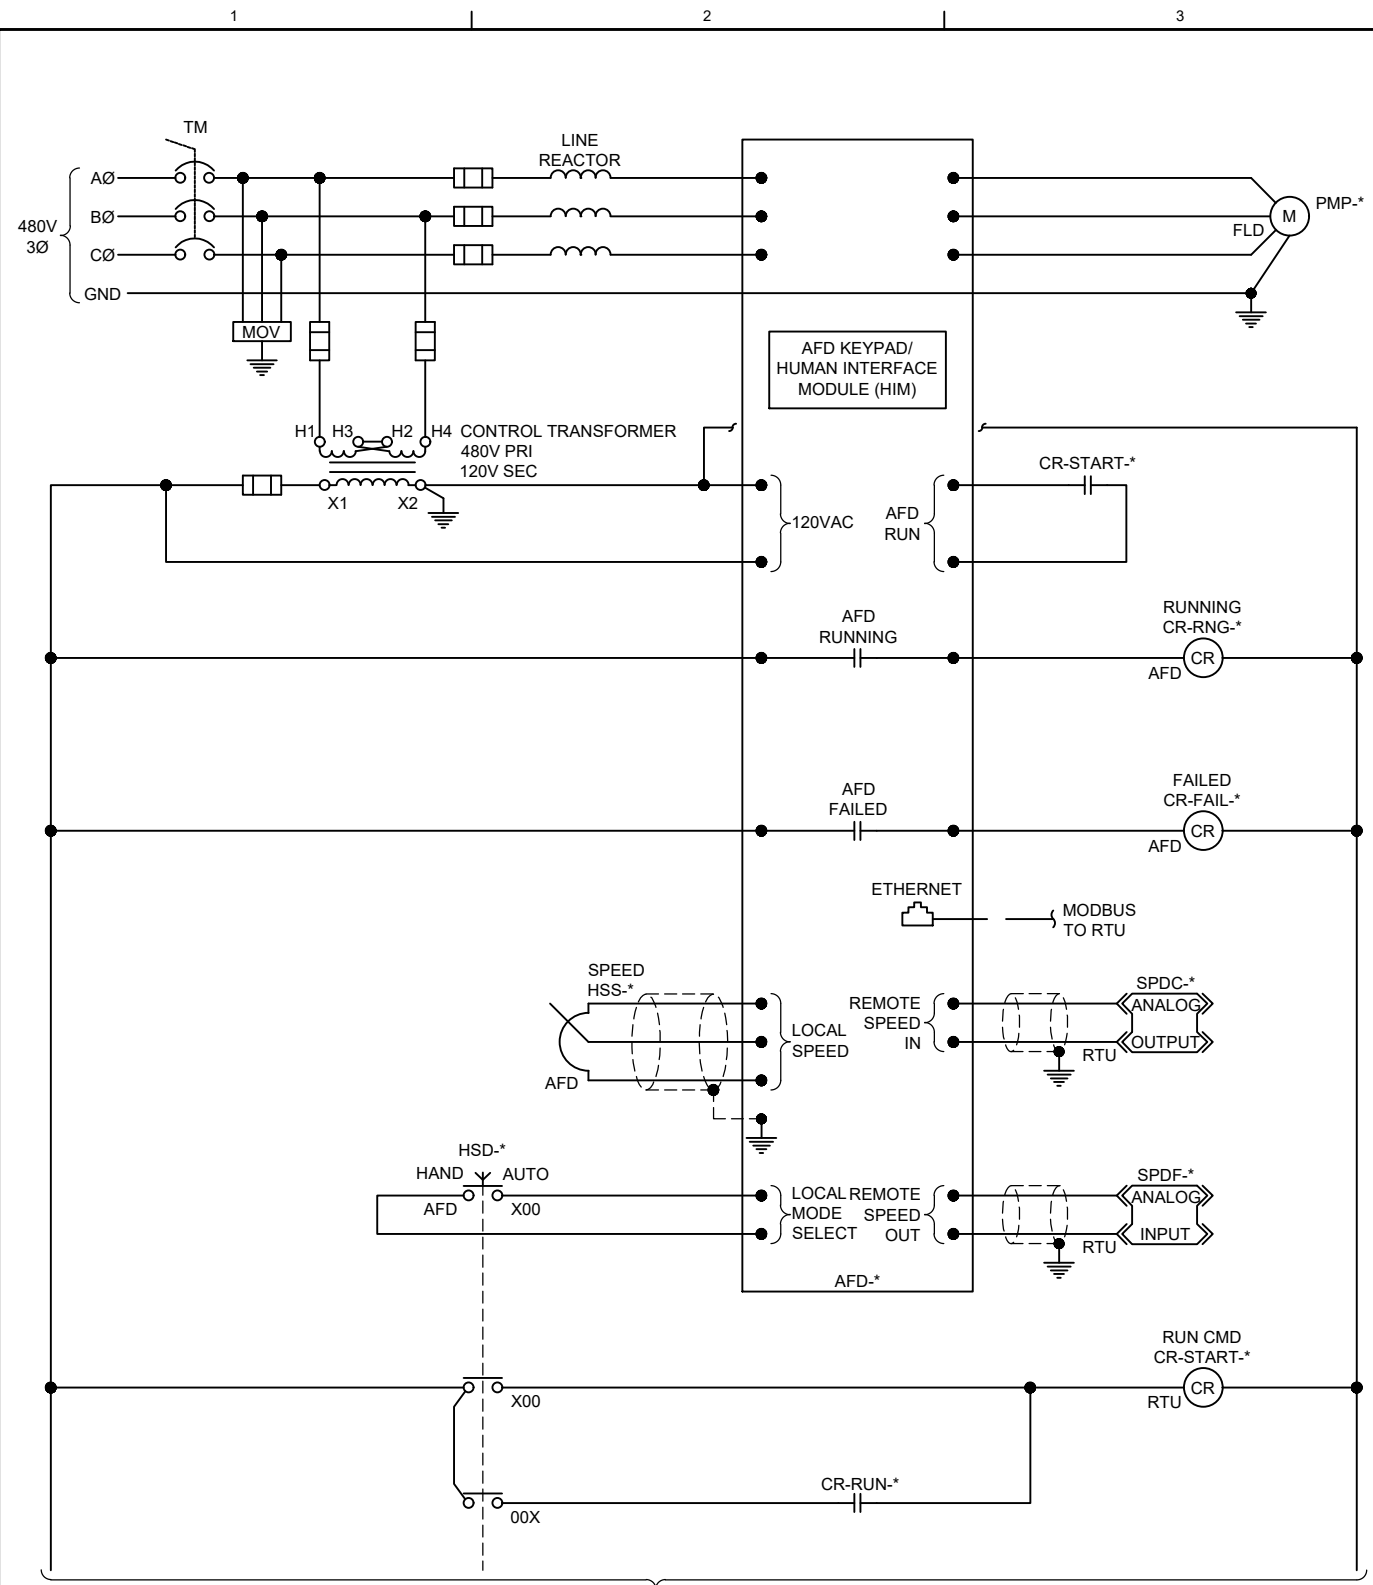 1 2 3
TM
LINE
REACTOR
480V
3Ø
AØ
BØ
CØ
GND
MOV
M
PMP-*
FLD
AFD KEYPAD/
HUMAN INTERFACE
MODULE (HIM)
H1 H3 H2 H4
CONTROL TRANSFORMER
480V PRI
120V SEC
X1 X2
120VAC
AFD
RUN
CR-START-*
AFD
RUNNING
RUNNING
CR-RNG-*
CR
AFD
AFD
FAILED
FAILED
CR-FAIL-*
CR
AFD
ETHERNET
MODBUS
TO RTU
SPEED
HSS-*
AFD
LOCAL
SPEED
REMOTE
SPEED
IN
SPDC-*
ANALOG
OUTPUT
RTU
HSD-*
HAND AUTO
AFD X00
LOCAL
MODE
SELECT
REMOTE
SPEED
OUT
SPDF-*
ANALOG
INPUT
RTU
AFD-*
RUN CMD
CR-START-*
CR
RTU
X00
CR-RUN-*
00X